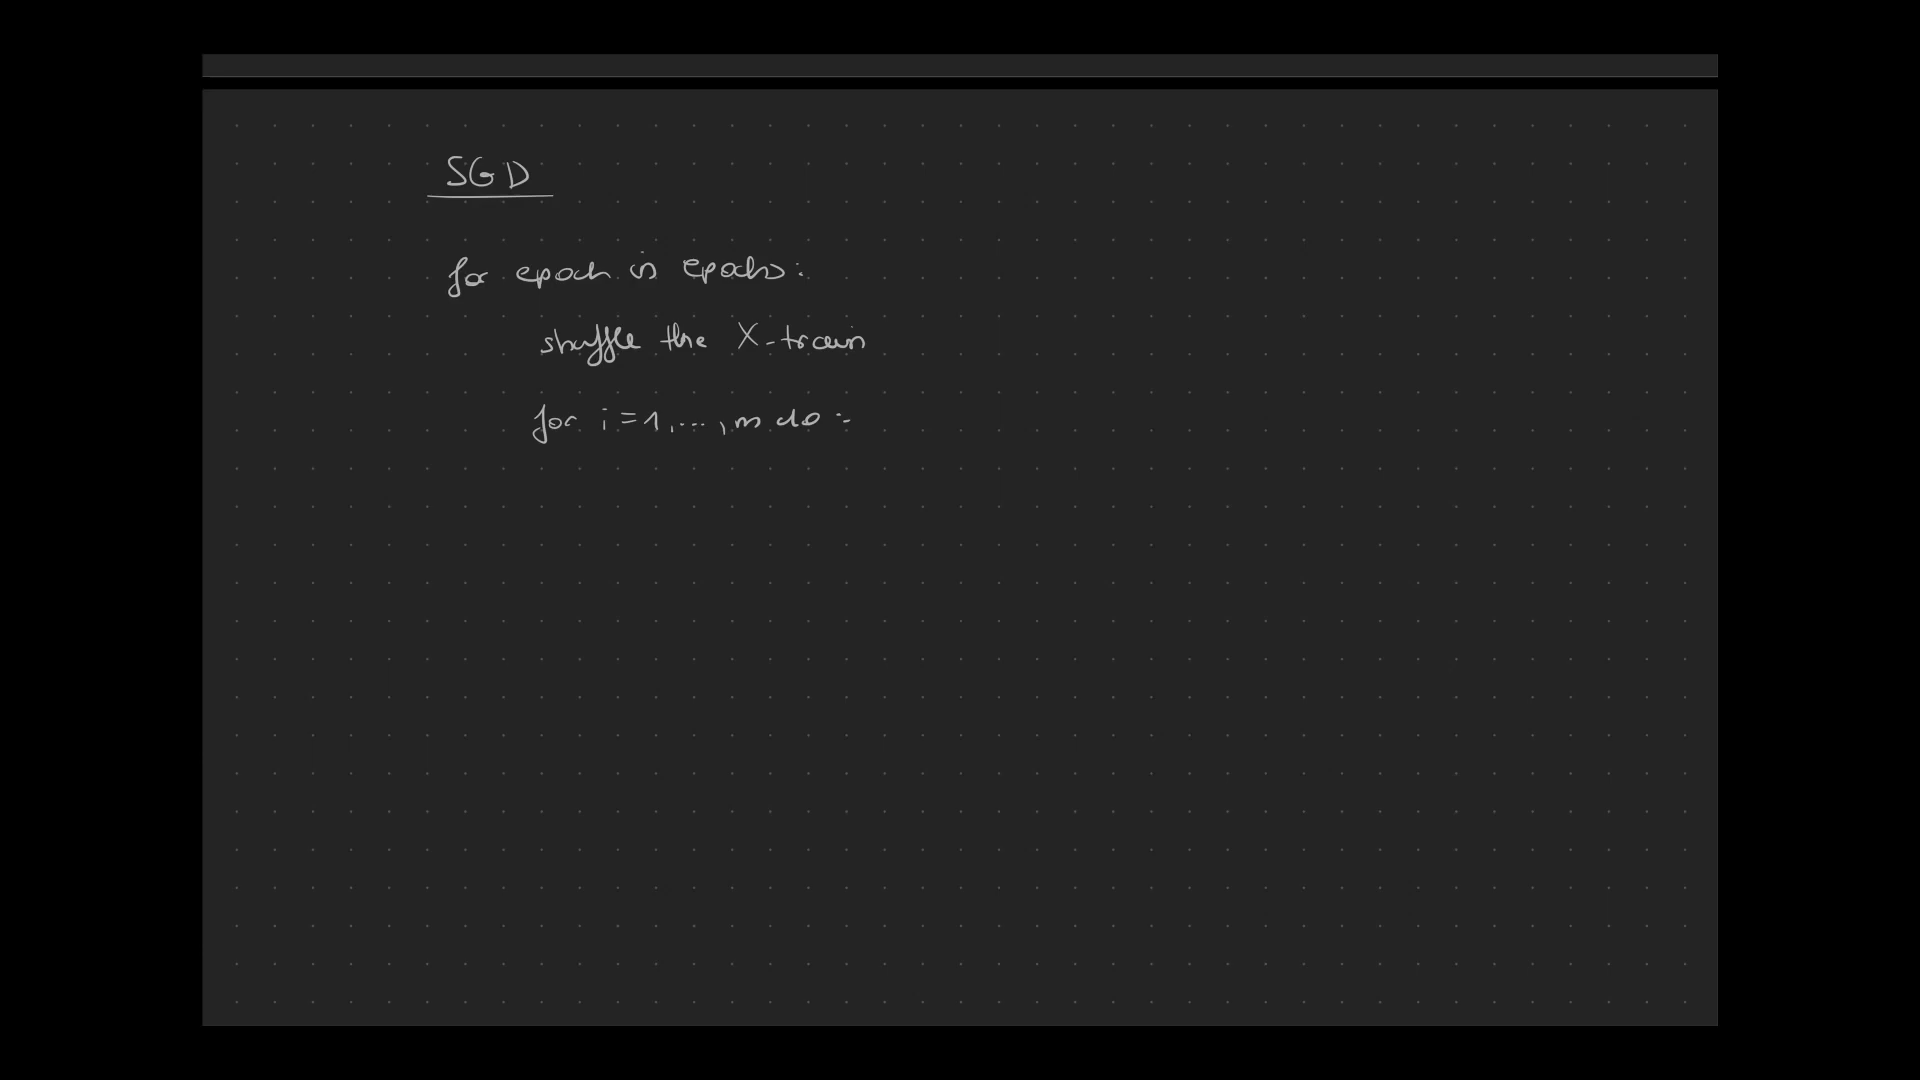 SGD
for epoch in epochs:
shuffle the X-train
for i = 1, ..., n do :